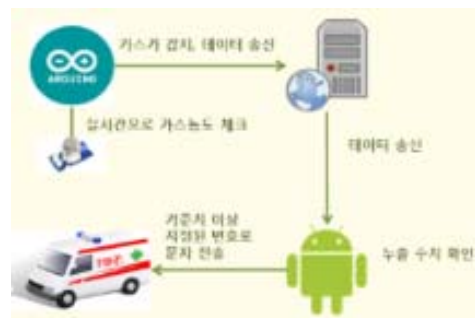 가스가 감지, 데이터 송신
ARDUINO
실시간으로 가스농도 체크
데이터 송신
기준치 이상
지정된 번호로
문자 전송
누출 수치 확인